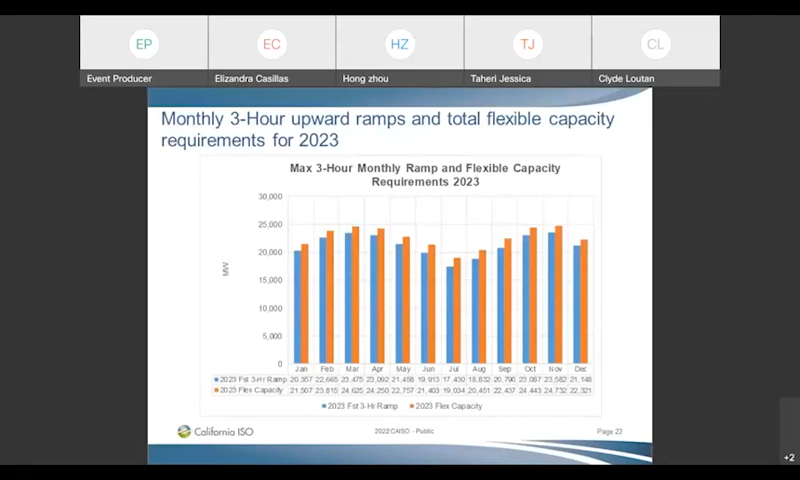 EP
EC
HZ
TJ
CL
Event Producer
Elizandra Casillas
Hong zhou
Taheri Jessica
Clyde Loutan
Monthly 3-Hour upward ramps and total flexible capacity
requirements for 2023
Max 3-Hour Monthly Ramp and Flexible Capacity
Requirements 2023
30,000
25,000
20,000
15,000
10,000
5,000
0
MW
Jan Feb Mar Apr May Jun Jul Aug Sep Oct Nov Dec
2023 Fst 3-Hr Ramp 20,357 22,665 23,475 23,092 21,458 19,913 17,430 18,832 20,790 23,087 23,582 21,148
2023 Flex Capacity 21,507 23,815 24,625 24,250 22,757 21,403 19,034 20,451 22,437 24,443 24,732 22,321
2023 Fst 3-Hr Ramp 2023 Flex Capacity
California ISO
2022 CAISO - Public
Page 22
+2